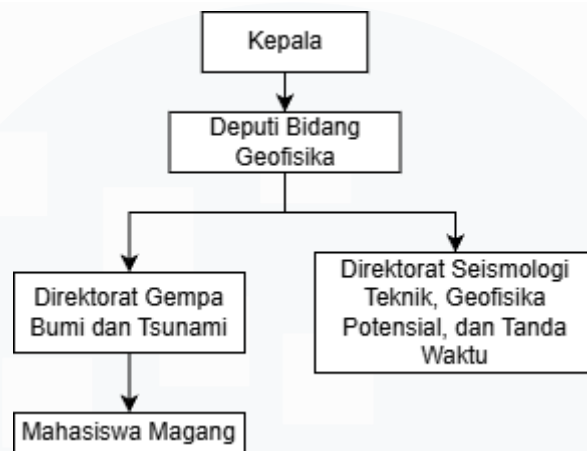 Kepala
Deputi Bidang
Geofisika
Direktorat Gempa
Bumi dan Tsunami
Direktorat Seismologi
Teknik, Geofisika
Potensial, dan Tanda
Waktu
Mahasiswa Magang